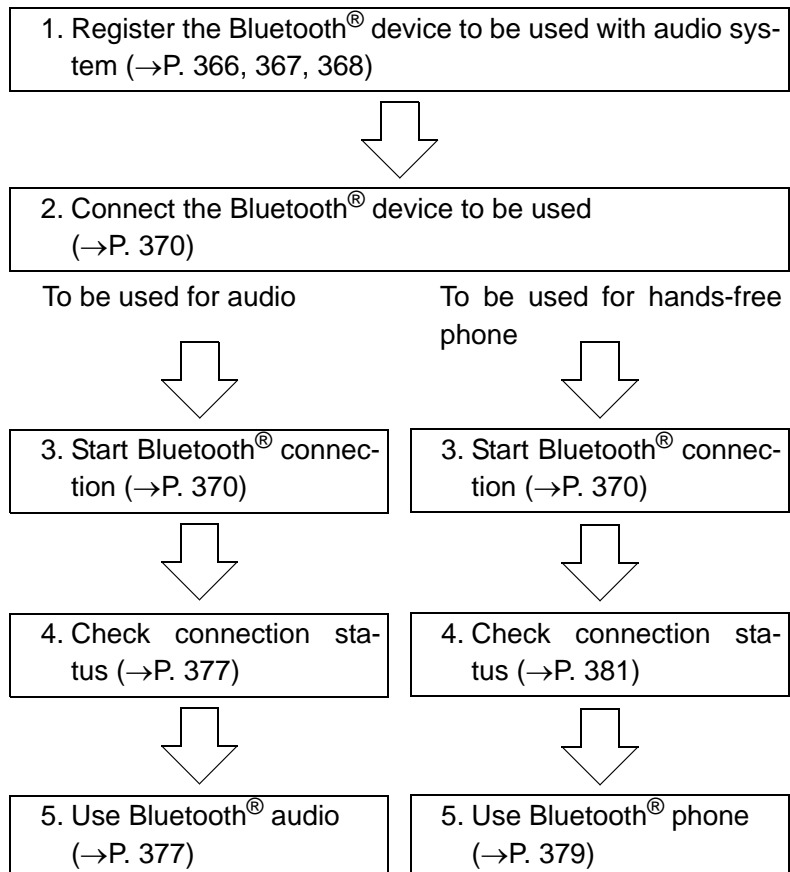 1. Register the Bluetooth® device to be used with audio sys-
tem (→P. 366, 367, 368)
2. Connect the Bluetooth® device to be used
(→P. 370)
To be used for audio
To be used for hands-free
phone
3. Start Bluetooth® connec-
tion (→P. 370)
3. Start Bluetooth® connec-
tion (→P. 370)
4. Check connection sta-
tus (→P. 377)
4. Check connection sta-
tus (→P. 381)
5. Use Bluetooth® audio
(→P. 377)
5. Use Bluetooth® phone
(→P. 379)